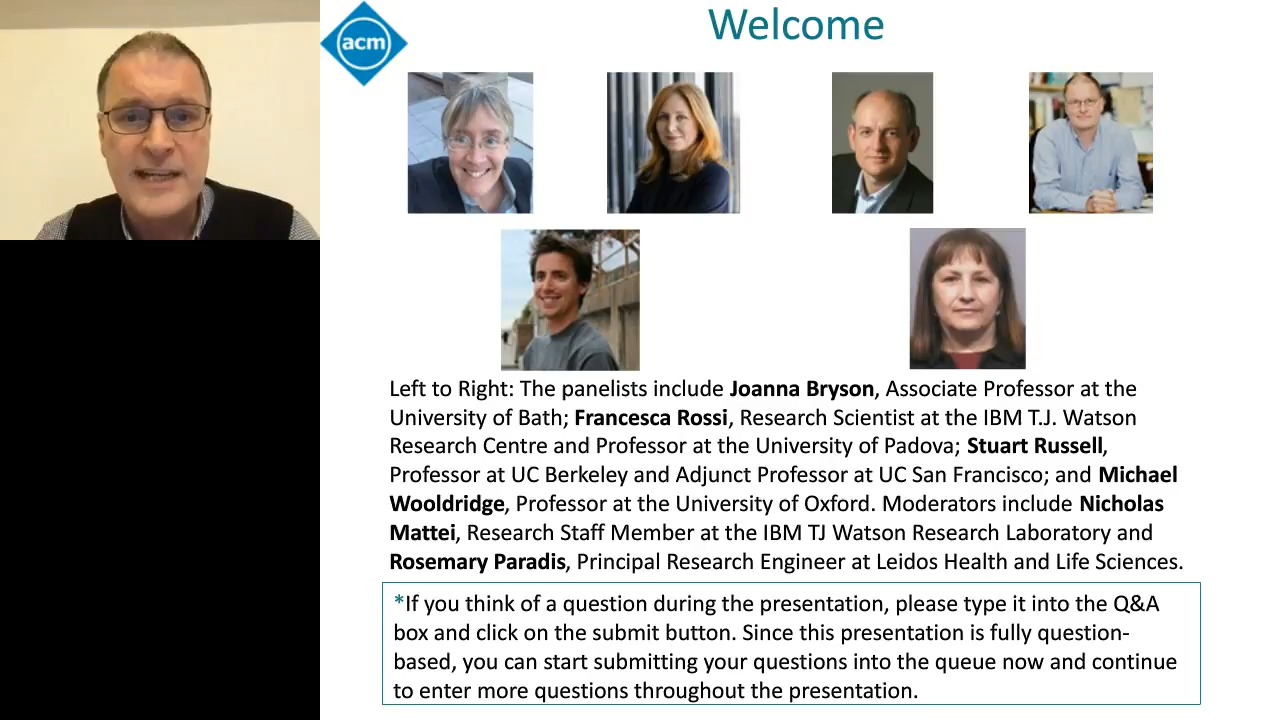 acm
Welcome
Left to Right: The panelists include Joanna Bryson, Associate Professor at the
University of Bath; Francesca Rossi, Research Scientist at the IBM T.J. Watson
Research Centre and Professor at the University of Padova; Stuart Russell,
Professor at UC Berkeley and Adjunct Professor at UC San Francisco; and Michael
Wooldridge, Professor at the University of Oxford. Moderators include Nicholas
Mattei, Research Staff Member at the IBM TJ Watson Research Laboratory and
Rosemary Paradis, Principal Research Engineer at Leidos Health and Life Sciences.
*If you think of a question during the presentation, please type it into the Q&A
box and click on the submit button. Since this presentation is fully question-
based, you can start submitting your questions into the queue now and continue
to enter more questions throughout the presentation.